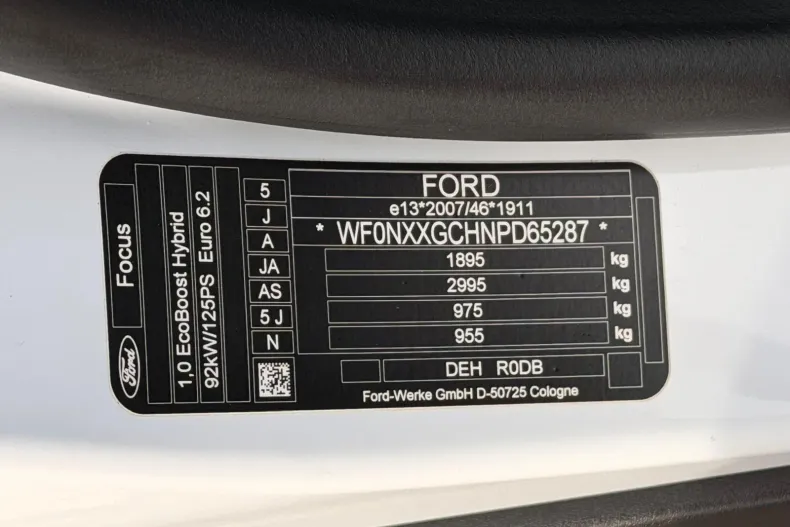 Focus
Ford
1,0 EcoBoost Hybrid
92kW/125PS Euro 6.2
5
J
A
JA
AS
5 J
N
FORD
e13*2007/46*1911
* WF0NXXGCHNPD65287 *
1895 kg
2995 kg
975 kg
955 kg
DEH R0DB
Ford-Werke GmbH D-50725 Cologne